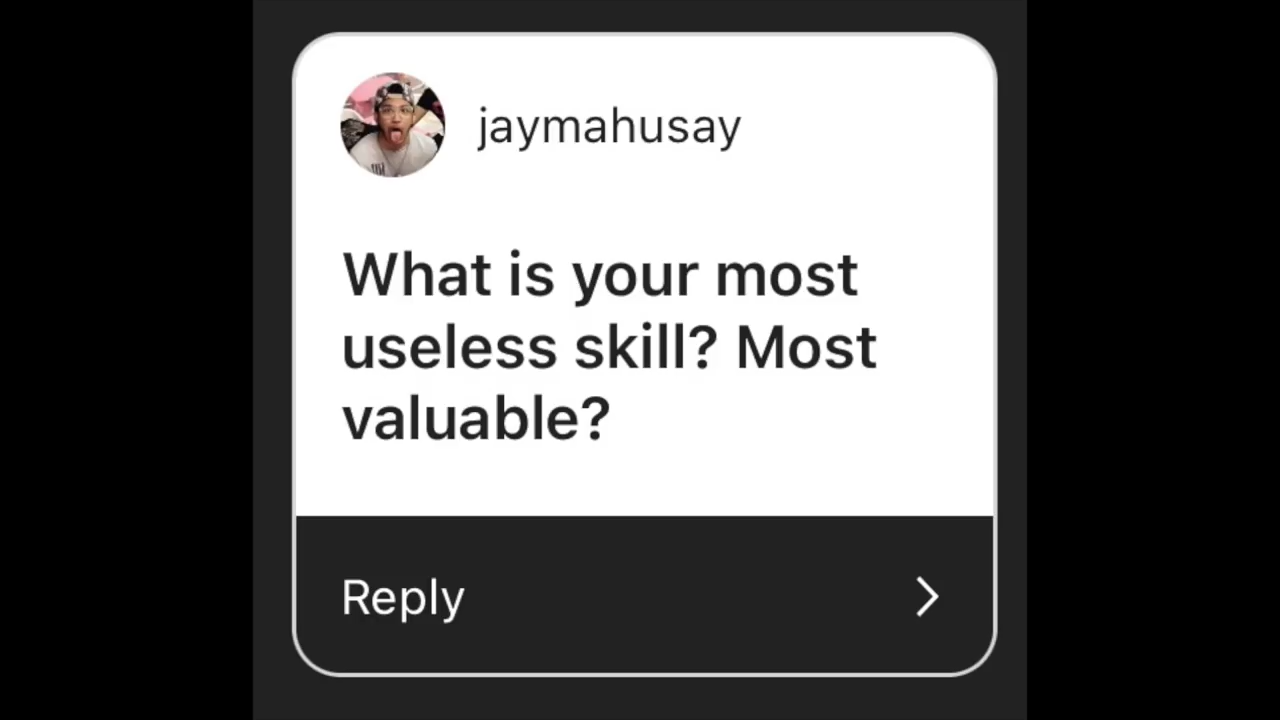 jaymahusay
What is your most
useless skill? Most
valuable?
Reply